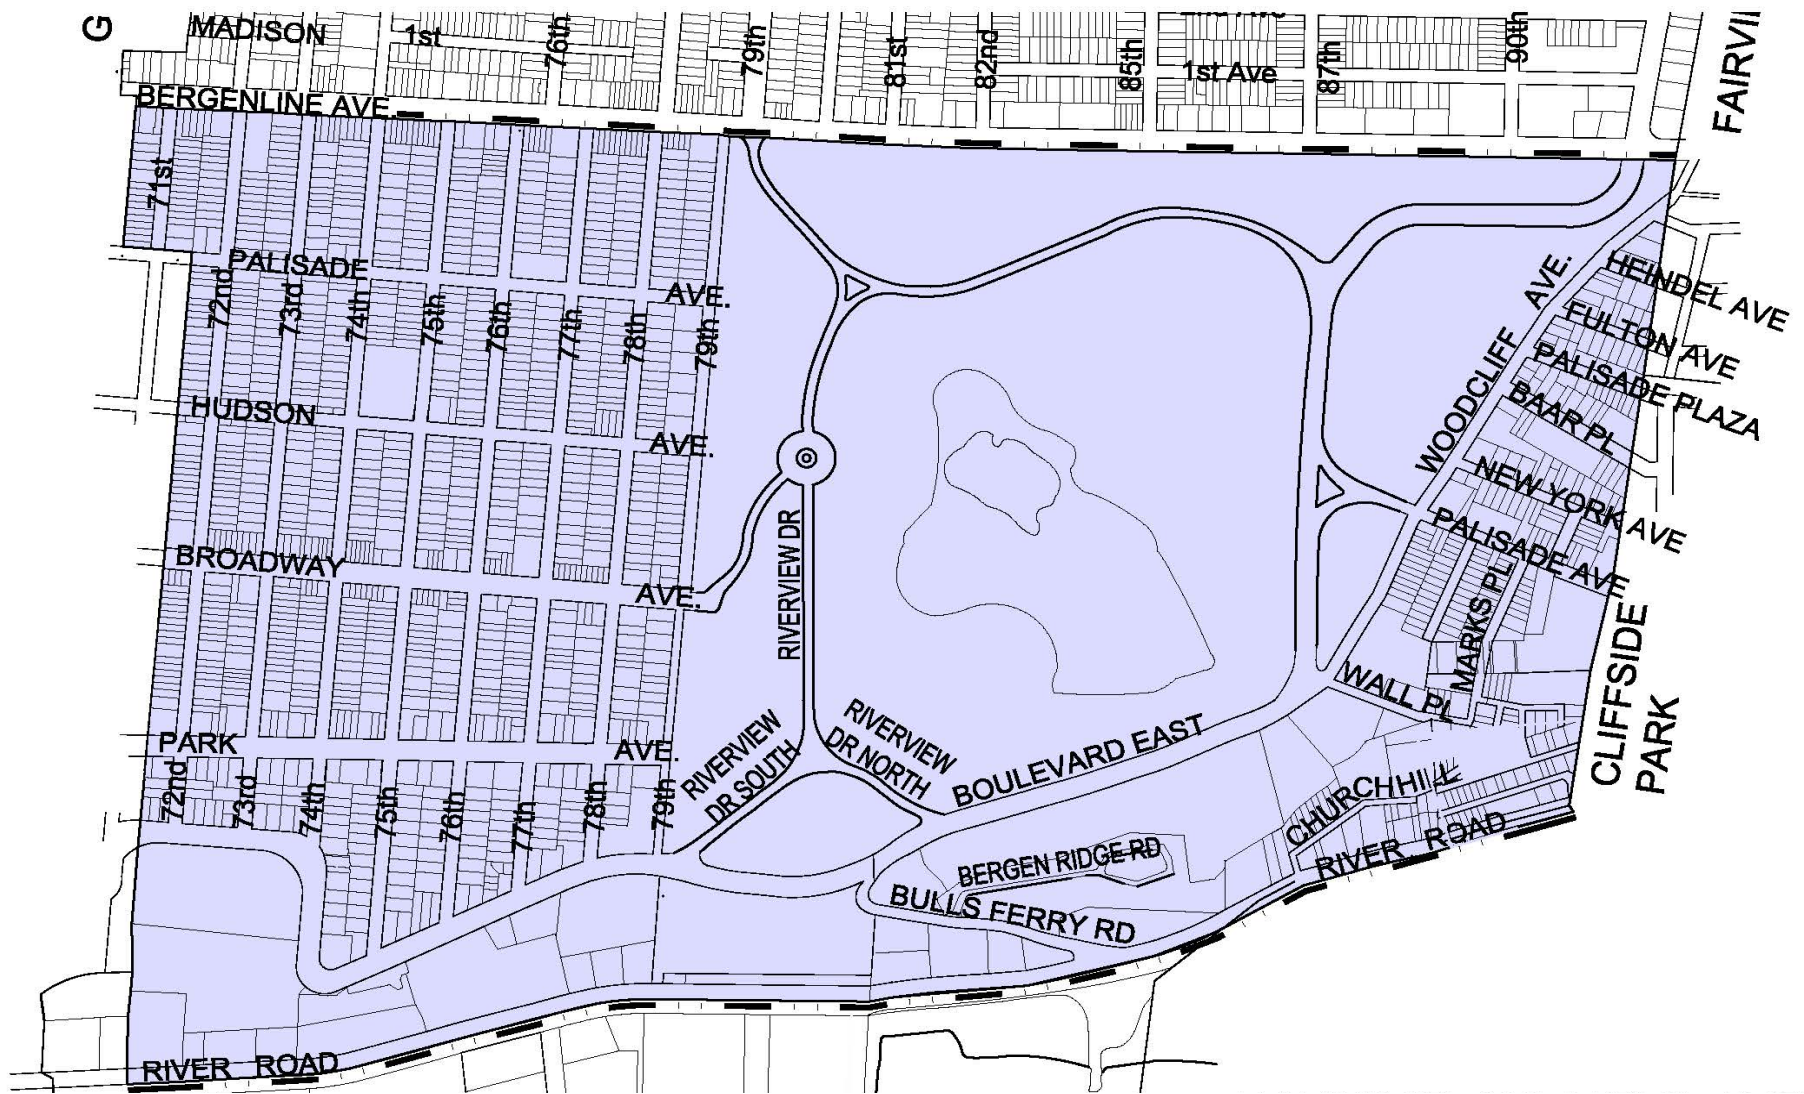 G
MADISON
1st
76th
79th
81st
82nd
85th
1st Ave
87th
90th
BERGENLINE AVE.
71st
PALISADE
AVE.
72nd
73rd
74th
75th
76th
77th
78th
79th
HUDSON
AVE.
BROADWAY
AVE.
PARK
AVE.
72nd
73rd
74th
75th
76th
77th
78th
79th
RIVERVIEW DR
RIVERVIEW
DR SOUTH
RIVERVIEW
DR NORTH
BOULEVARD EAST
WOODCLIFF AVE.
HEINDEL AVE
FULTON AVE
PALISADE PLAZA
BAAR PL
NEW YORK AVE
PALISADE AVE
MARKS PL
WALL PL
CLIFFSIDE
PARK
CHURCH HILL
RIVER ROAD
BERGEN RIDGE RD
BULLS FERRY RD
RIVER ROAD